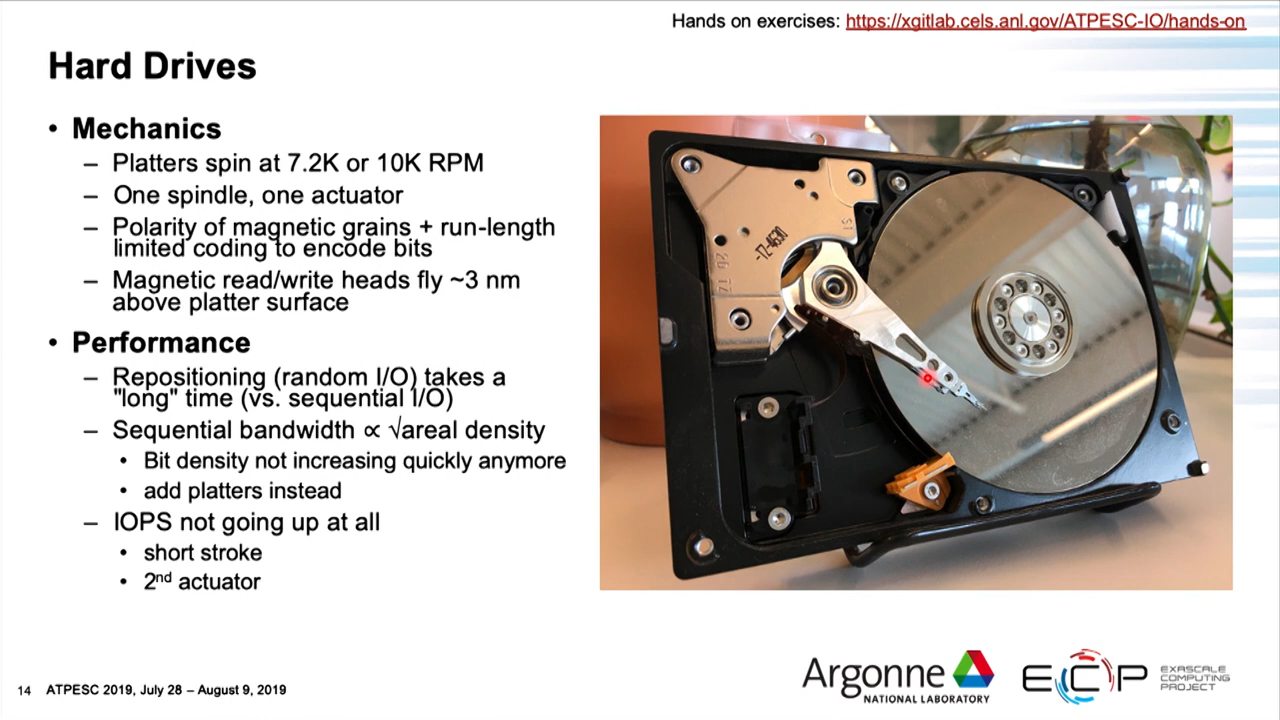 Hands on exercises: https://xgitlab.cels.anl.gov/ATPESC-IO/hands-on
Hard Drives
• Mechanics
– Platters spin at 7.2K or 10K RPM
– One spindle, one actuator
– Polarity of magnetic grains + run-length
limited coding to encode bits
– Magnetic read/write heads fly ~3 nm
above platter surface
• Performance
– Repositioning (random I/O) takes a
"long" time (vs. sequential I/O)
– Sequential bandwidth ∝ √areal density
• Bit density not increasing quickly anymore
• add platters instead
– IOPS not going up at all
• short stroke
• 2nd actuator
-12-4630
14 ATPESC 2019, July 28 – August 9, 2019
Argonne
NATIONAL LABORATORY
ECP
EXASCALE
COMPUTING
PROJECT